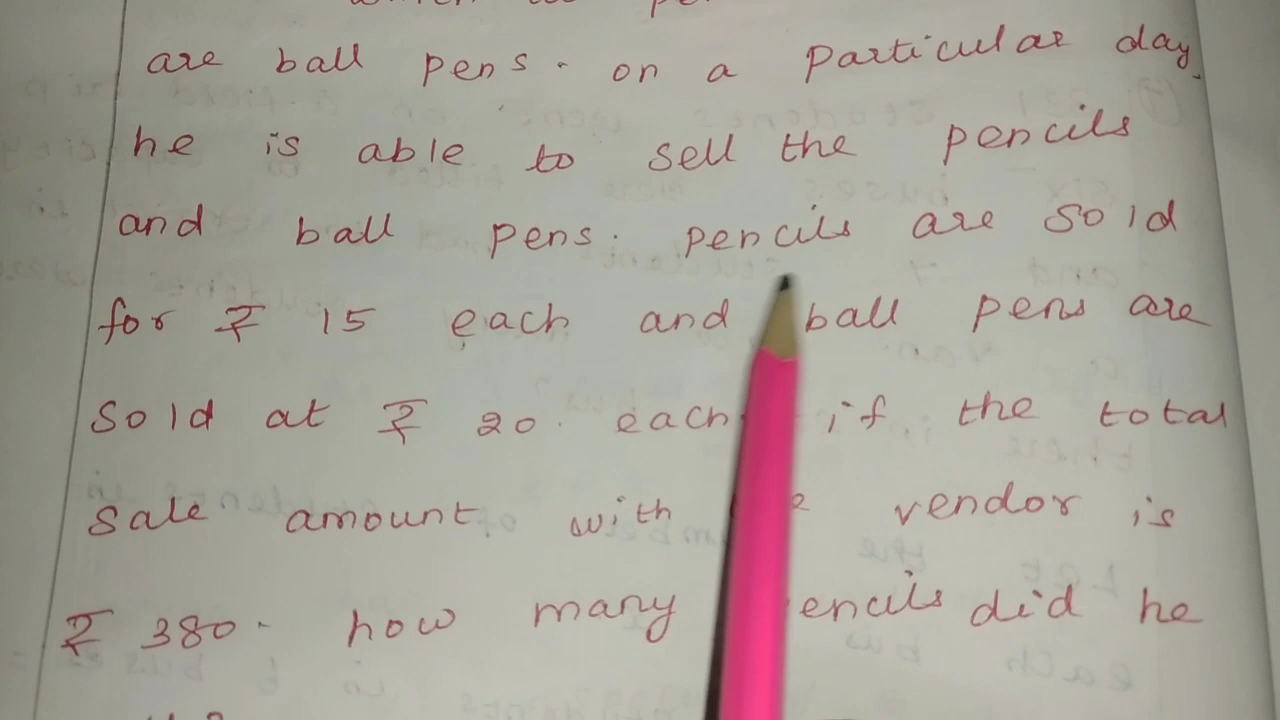 which
are ball pens. on a particular day,
he is able to sell the pencils
and ball pens. pencils are sold
for ₹ 15 each and ball pens are
sold at ₹ 20. each if the total
sale amount with vendor is
₹ 380. how many did he